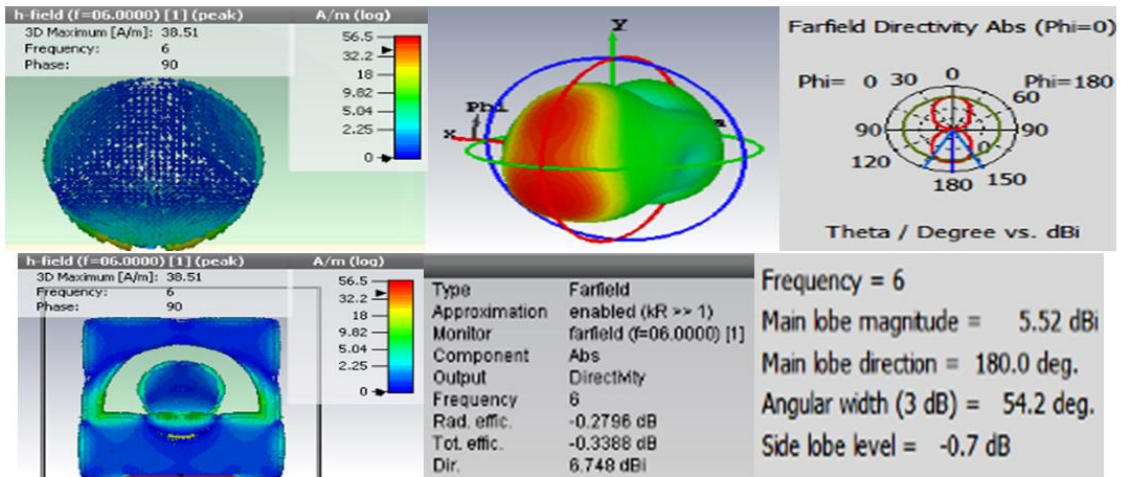 h-field (f=06.0000) [1] (peak)
3D Maximum [A/m]: 38.51
Frequency: 6
Phase: 90
A/m (log)
56.5
32.2
18
9.82
5.04
2.25
0
Y
Phi
x
Farfield Directivity Abs (Phi=0)
Phi= 0 30 0 Phi=180
60
90 90
0
120 150
180
Theta / Degree vs. dBi
h-field (f=06.0000) [1] (peak)
3D Maximum [A/m]: 38.51
Frequency: 6
Phase: 90
A/m (log)
56.5
32.2
18
9.82
5.04
2.25
0
Type Farfield
Approximation enabled (kR >> 1)
Monitor farfield (f=06.0000) [1]
Component Abs
Output Directivity
Frequency 6
Rad. effic. -0.2796 dB
Tot. effic. -0.3388 dB
Dir. 6.748 dBi
Frequency = 6
Main lobe magnitude = 5.52 dBi
Main lobe direction = 180.0 deg.
Angular width (3 dB) = 54.2 deg.
Side lobe level = -0.7 dB